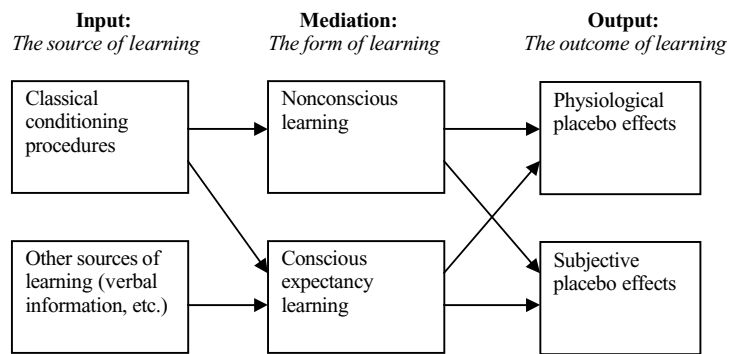 Input:
The source of learning
Mediation:
The form of learning
Output:
The outcome of learning
Classical
conditioning
procedures
Nonconscious
learning
Physiological
placebo effects
Other sources of
learning (verbal
information, etc.)
Conscious
expectancy
learning
Subjective
placebo effects